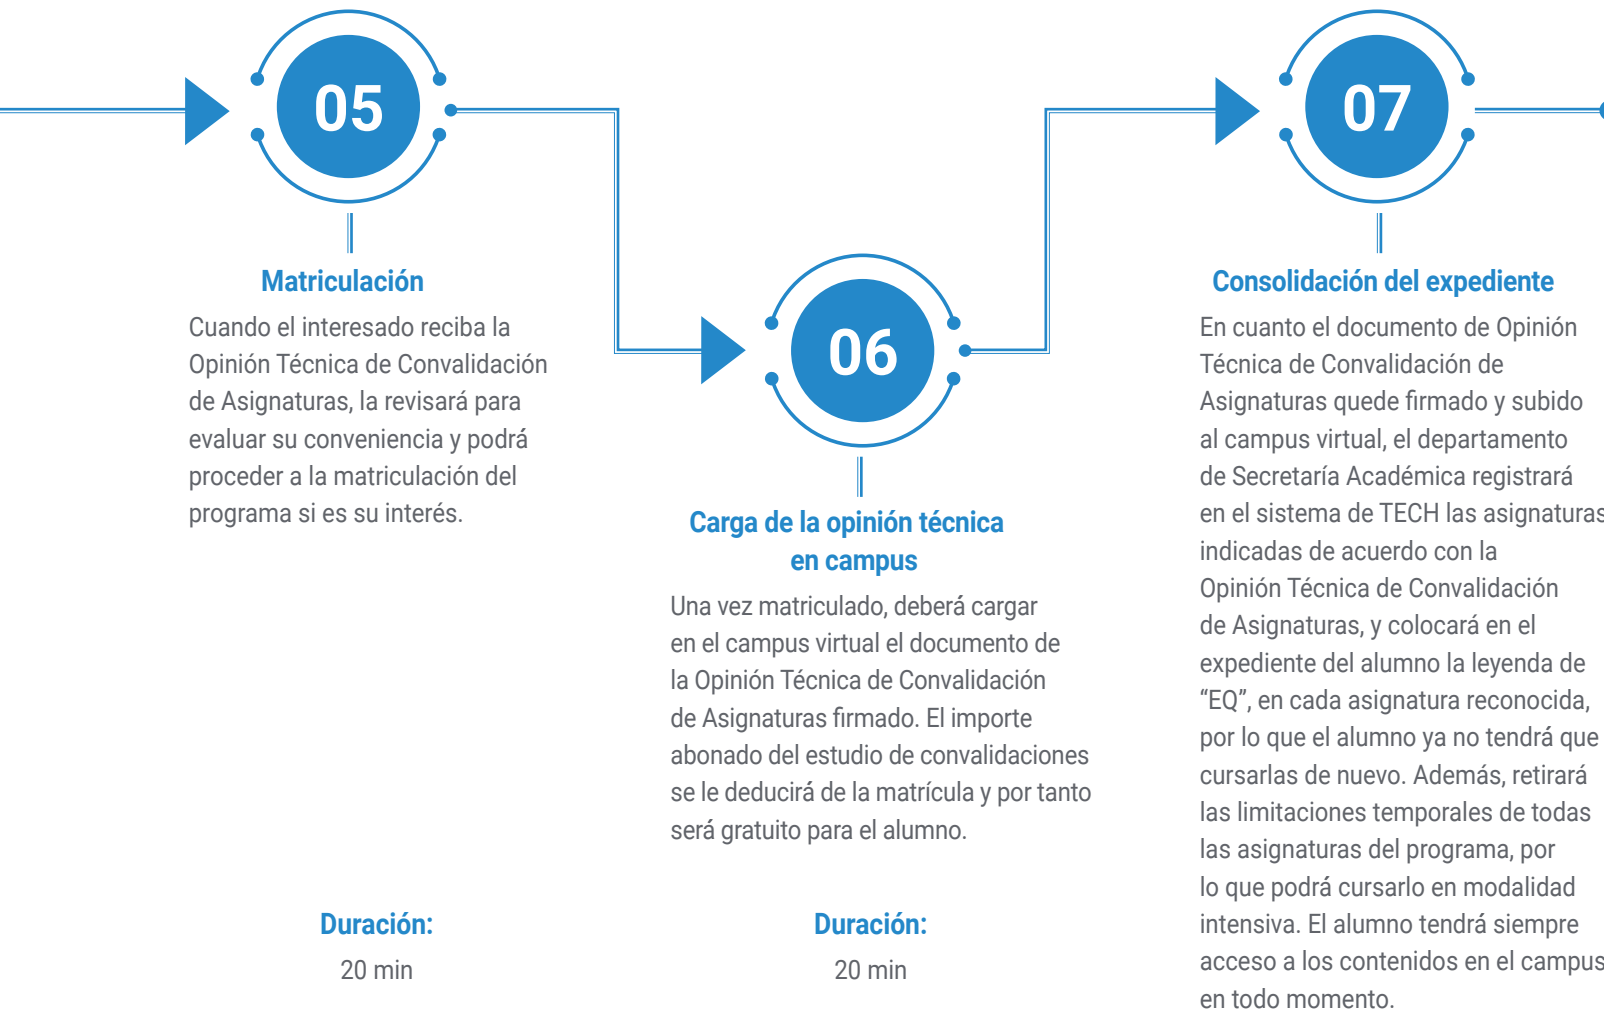 05
Matriculación
Cuando el interesado reciba la
Opinión Técnica de Convalidación
de Asignaturas, la revisará para
evaluar su conveniencia y podrá
proceder a la matriculación del
programa si es su interés.
Duración:
20 min
06
Carga de la opinión técnica
en campus
Una vez matriculado, deberá cargar
en el campus virtual el documento de
la Opinión Técnica de Convalidación
de Asignaturas firmado. El importe
abonado del estudio de convalidaciones
se le deducirá de la matrícula y por tanto
será gratuito para el alumno.
Duración:
20 min
07
Consolidación del expediente
En cuanto el documento de Opinión
Técnica de Convalidación de
Asignaturas quede firmado y subido
al campus virtual, el departamento
de Secretaría Académica registrará
en el sistema de TECH las asignaturas
indicadas de acuerdo con la
Opinión Técnica de Convalidación
de Asignaturas, y colocará en el
expediente del alumno la leyenda de
“EQ”, en cada asignatura reconocida,
por lo que el alumno ya no tendrá que
cursarlas de nuevo. Además, retirará
las limitaciones temporales de todas
las asignaturas del programa, por
lo que podrá cursarlo en modalidad
intensiva. El alumno tendrá siempre
acceso a los contenidos en el campus
en todo momento.